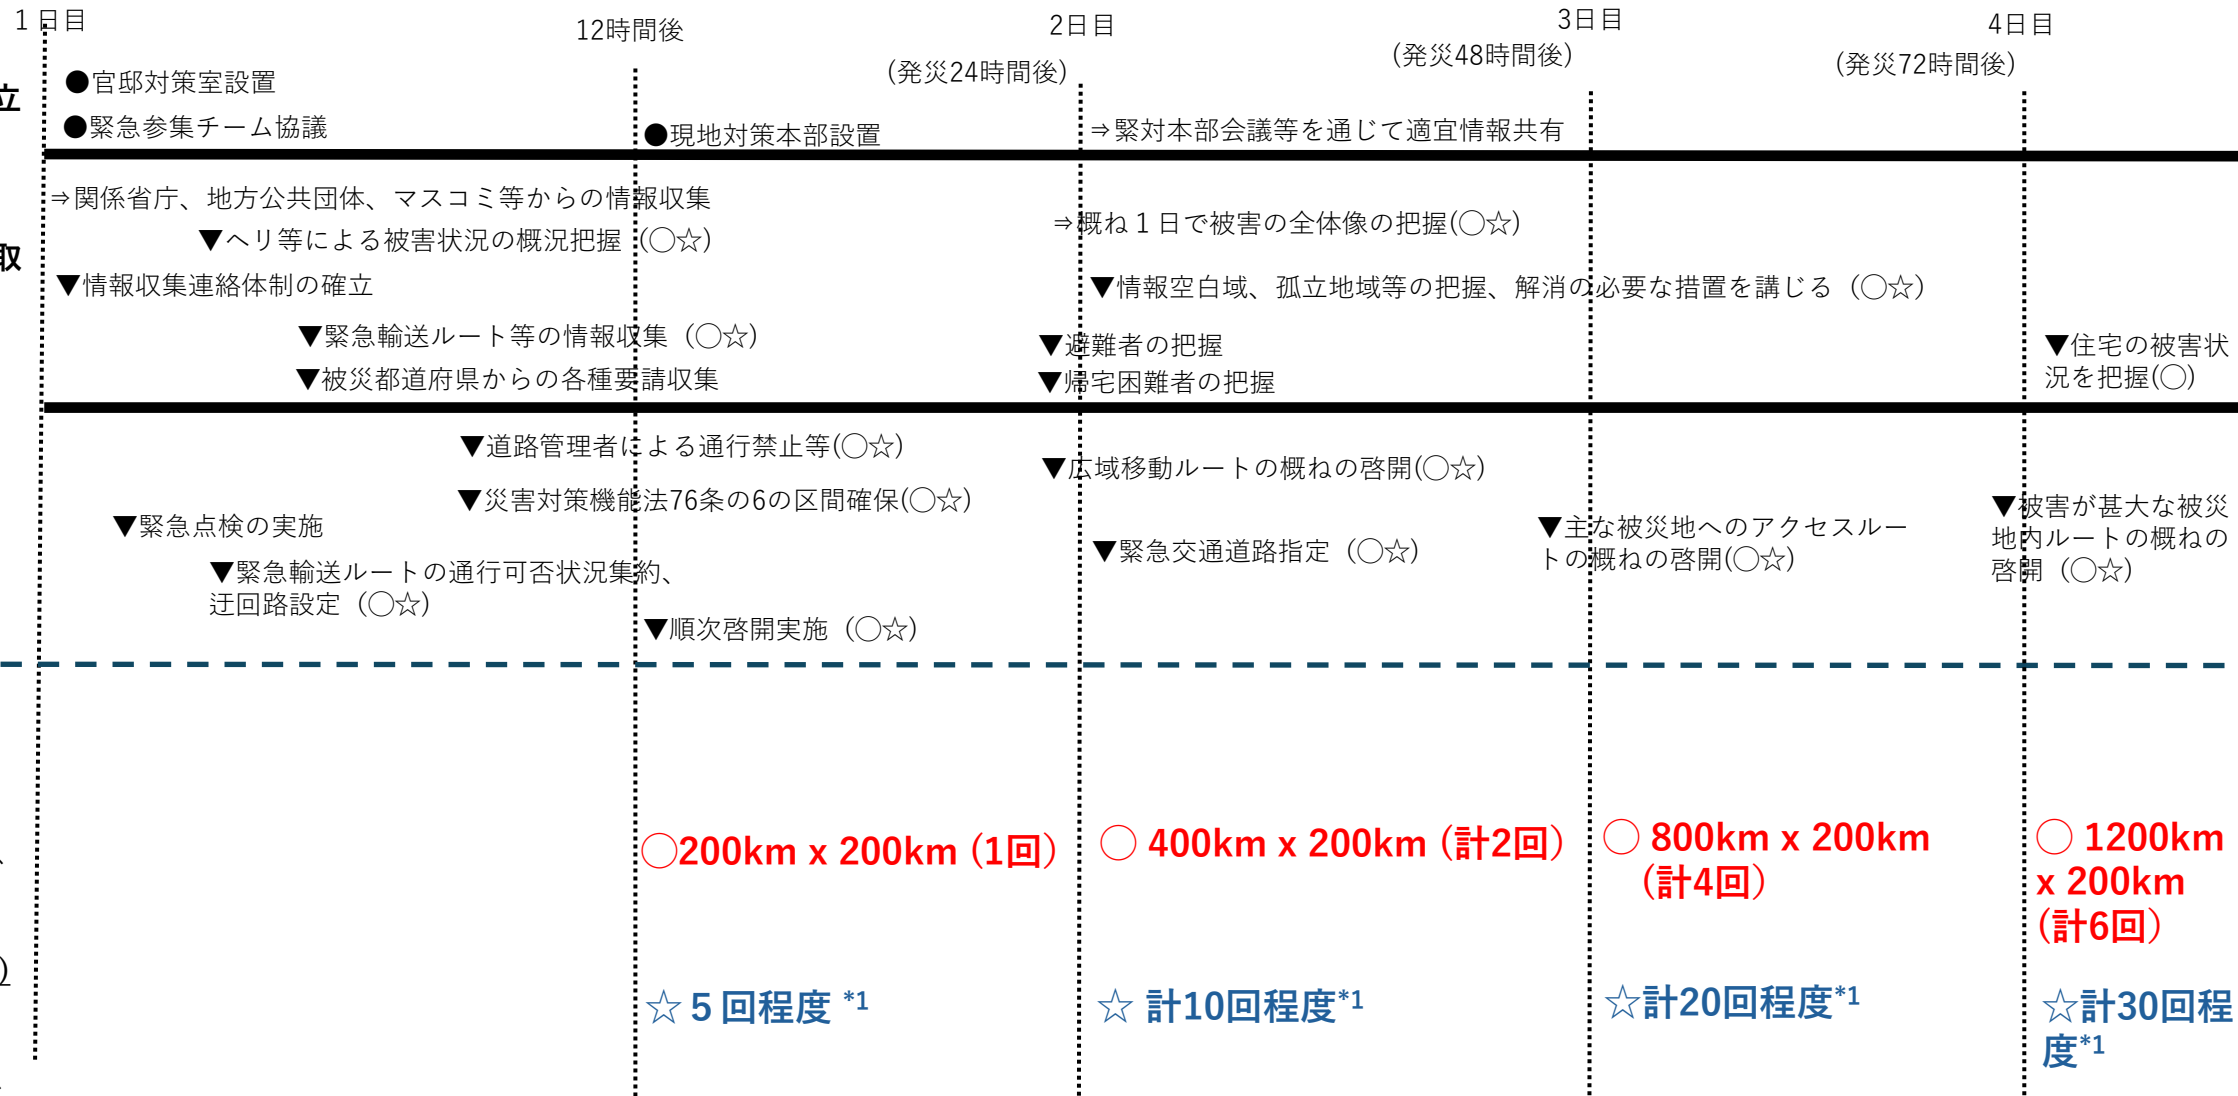 1日目
12時間後
2日目
3日目
4日目
(発災24時間後)
(発災48時間後)
(発災72時間後)
立
●官邸対策室設置
●緊急参集チーム協議
●現地対策本部設置
⇒緊対本部会議等を通じて適宜情報共有
取
⇒関係省庁、地方公共団体、マスコミ等からの情報収集
▼ヘリ等による被害状況の概況把握（◯☆）
▼情報収集連絡体制の確立
▼緊急輸送ルート等の情報収集（◯☆）
▼被災都道府県からの各種要請収集
⇒概ね１日で被害の全体像の把握(◯☆)
▼情報空白域、孤立地域等の把握、解消の必要な措置を講じる（◯☆）
▼避難者の把握
▼帰宅困難者の把握
▼住宅の被害状
況を把握(◯)
▼道路管理者による通行禁止等(◯☆)
▼災害対策機能法76条の6の区間確保(◯☆)
▼緊急点検の実施
▼緊急輸送ルートの通行可否状況集約、
迂回路設定（◯☆）
▼順次啓開実施（◯☆）
▼広域移動ルートの概ねの啓開(◯☆)
▼緊急交通道路指定（◯☆）
▼主な被災地へのアクセスルー
トの概ねの啓開(◯☆)
▼被害が甚大な被災
地内ルートの概ねの
啓開（◯☆）
、
)
◯200km x 200km (1回）
◯ 400km x 200km (計2回）
◯ 800km x 200km
(計4回）
◯ 1200km
x 200km
(計6回）
☆５回程度 *1
☆ 計10回程度*1
☆計20回程度*1
☆計30回程
度*1